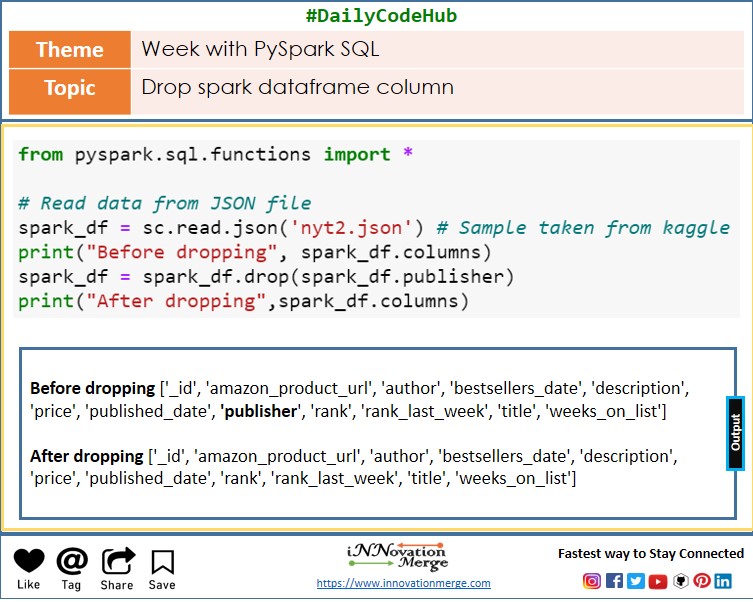 #DailyCodeHub
Theme
Week with PySpark SQL
Topic
Drop spark dataframe column
from pyspark.sql.functions import *
# Read data from JSON file
spark_df = sc.read.json('nyt2.json') # Sample taken from kaggle
print("Before dropping", spark_df.columns)
spark_df = spark_df.drop(spark_df.publisher)
print("After dropping",spark_df.columns)
Before dropping ['_id', 'amazon_product_url', 'author', 'bestsellers_date', 'description',
'price', 'published_date', 'publisher', 'rank', 'rank_last_week', 'title', 'weeks_on_list']
After dropping ['_id', 'amazon_product_url', 'author', 'bestsellers_date', 'description',
'price', 'published_date', 'rank', 'rank_last_week', 'title', 'weeks_on_list']
Output
Like
Tag
Share
Save
iNNovation
Merge
https://www.innovationmerge.com
Fastest way to Stay Connected